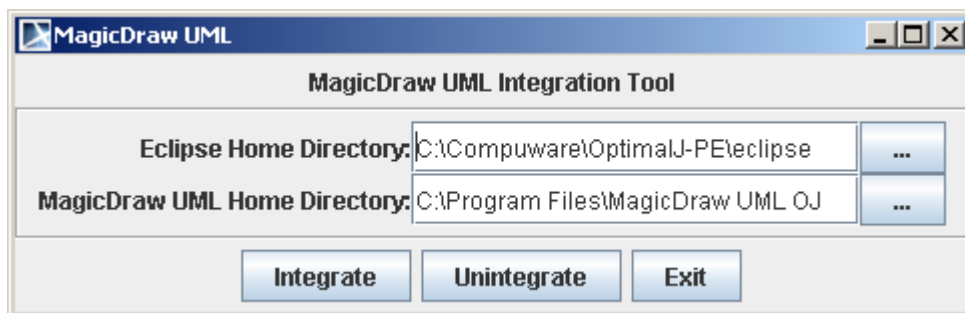 MagicDraw UML
MagicDraw UML Integration Tool
Eclipse Home Directory: C:\Compuware\OptimalJ-PE\eclipse ...
MagicDraw UML Home Directory: C:\Program Files\MagicDraw UML OJ ...
Integrate Unintegrate Exit